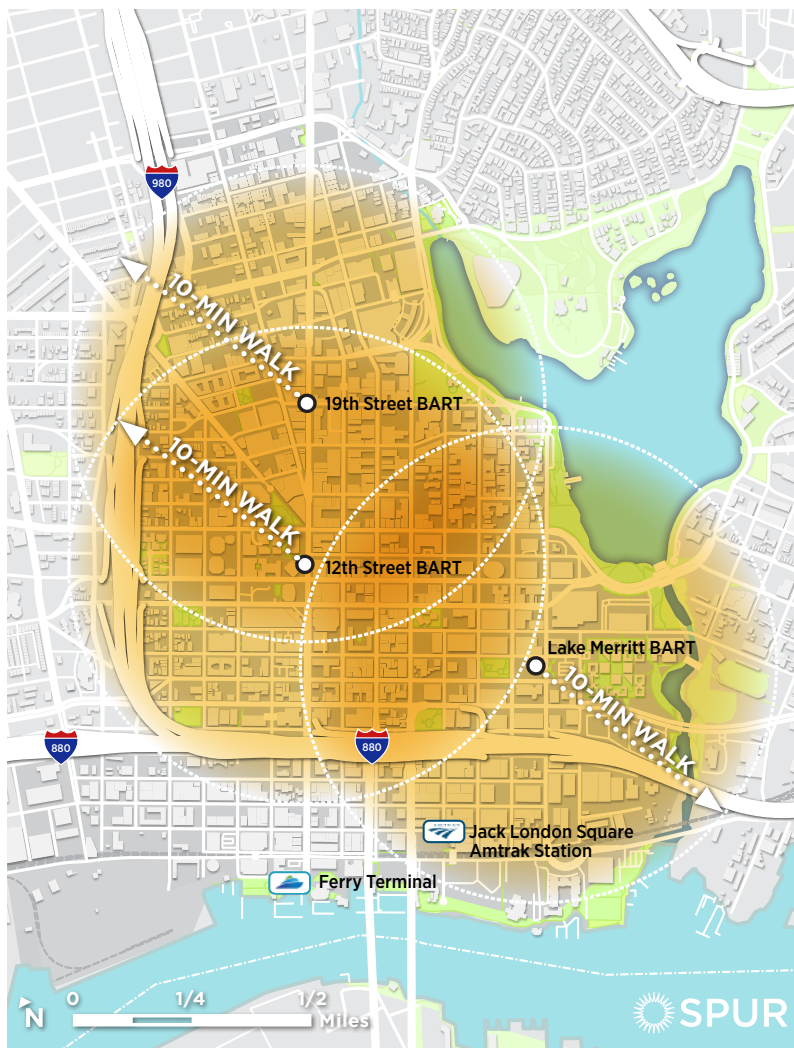 980
10-MIN WALK
19th Street BART
10-MIN WALK
12th Street BART
Lake Merritt BART
10-MIN WALK
880
880
Jack London Square
Amtrak Station
Ferry Terminal
0 1/4 1/2
N Miles
SPUR